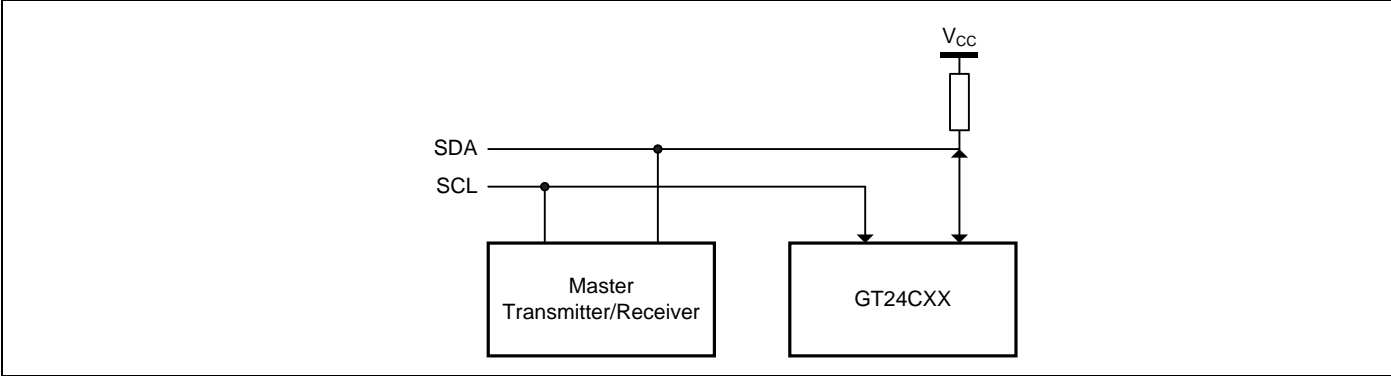 VCC
SDA
SCL
Master
Transmitter/Receiver
GT24CXX